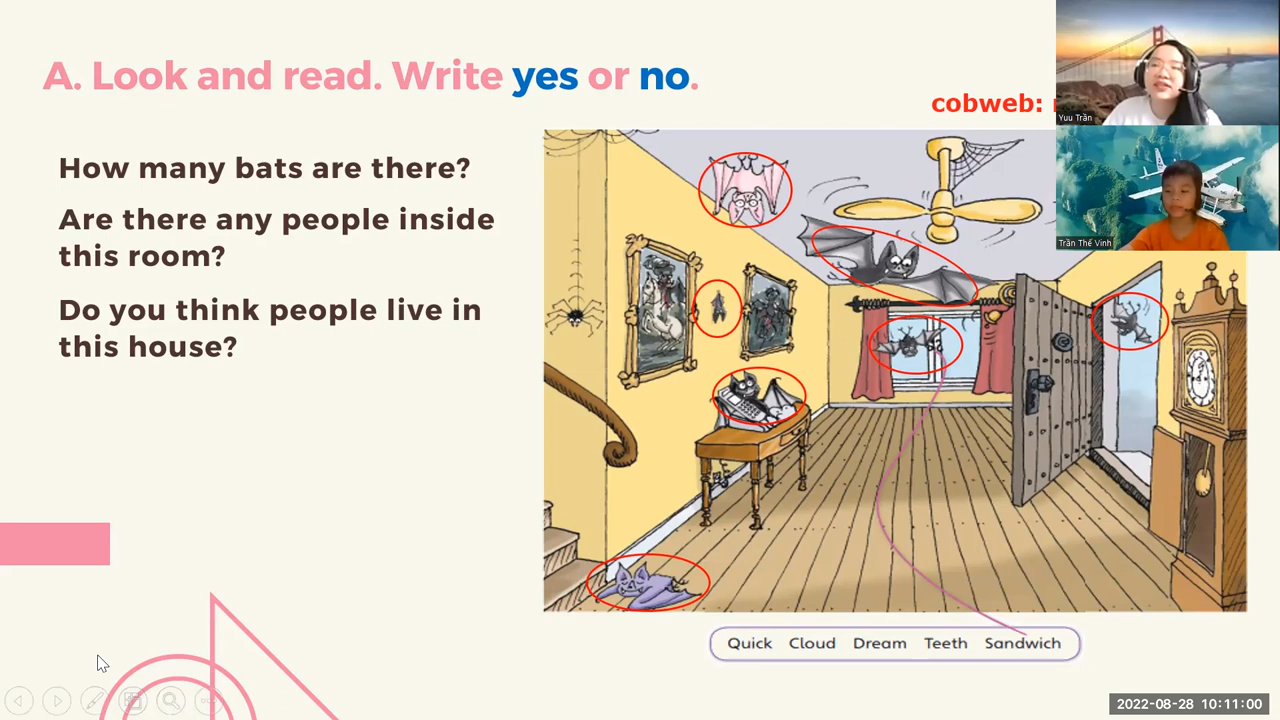 A. Look and read. Write yes or no.
cobweb:
How many bats are there?
Are there any people inside
this room?
Do you think people live in
this house?
Quick Cloud Dream Teeth Sandwich
Yuu Trần
Trần Thế Vinh
2022-08-28 10:11:00